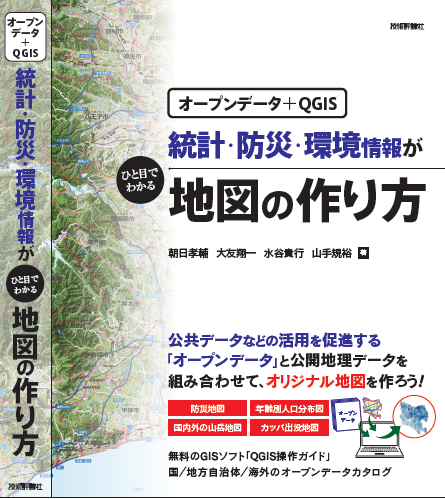 オープン
データ
+
QGIS
統計・防災・環境情報が
ひと目で
わかる
地図の作り方
技術評論社
技術評論社
オープンデータ+QGIS
統計・防災・環境情報が
ひと目で
わかる
地図の作り方
朝日孝輔 大友翔一 水谷貴行 山手規裕 著
公共データなどの活用を促進する
「オープンデータ」と公開地理データを
組み合わせて、オリジナル地図を作ろう!
防災地図 年齢別人口分布図
国内外の山岳地図 カッパ出没地図
オープン
データ
無料のGISソフト「QGIS操作ガイド」
国/地方自治体/海外のオープンデータカタログ
八王子市
厚木市
平塚市